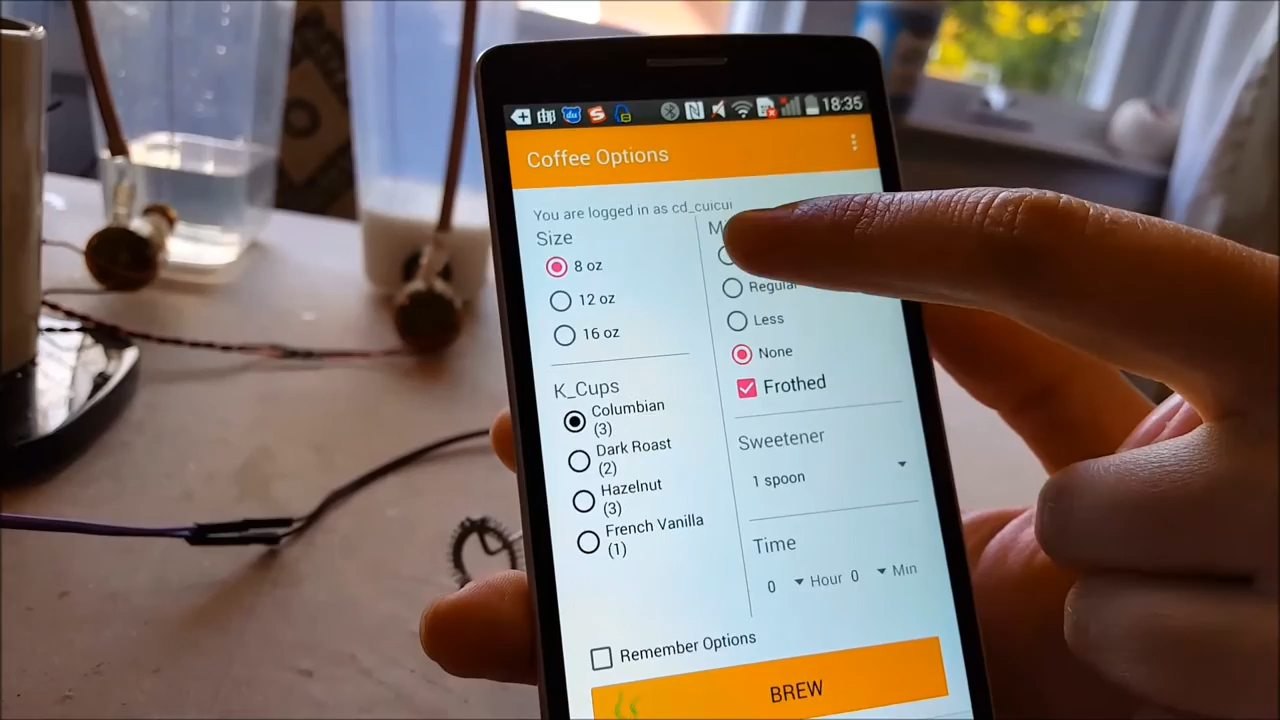 18:35
Coffee Options
You are logged in as cd_cuicui
Size
8 oz
12 oz
16 oz
K_Cups
Columbian
(3)
Dark Roast
(2)
Hazelnut
(3)
French Vanilla
(1)
Regular
Less
None
Frothed
Sweetener
1 spoon
Time
0 Hour 0 Min
Remember Options
BREW